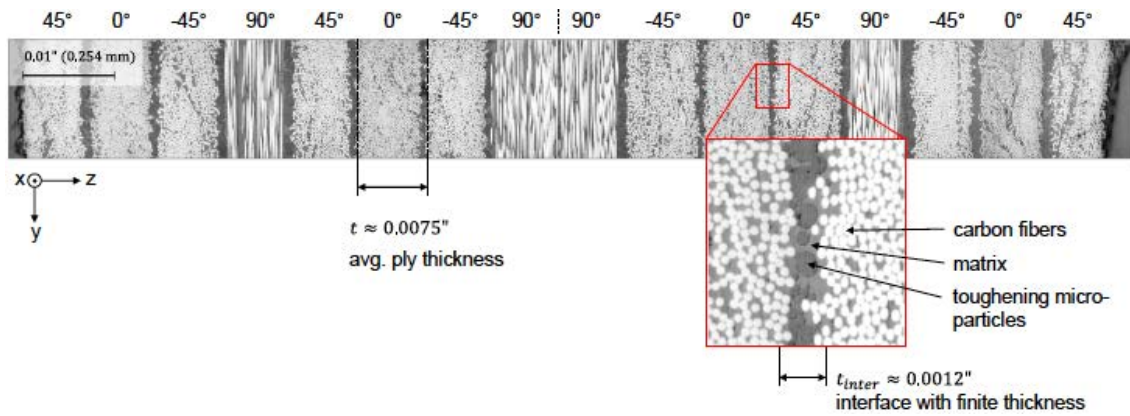 45° 0° -45° 90° 45° 0° -45° 90° 90° -45° 0° 45° 90° -45° 0° 45°
0.01" (0.254 mm)
x z
y
t ≈ 0.0075"
avg. ply thickness
carbon fibers
matrix
toughening micro-
particles
t_inter ≈ 0.0012"
interface with finite thickness